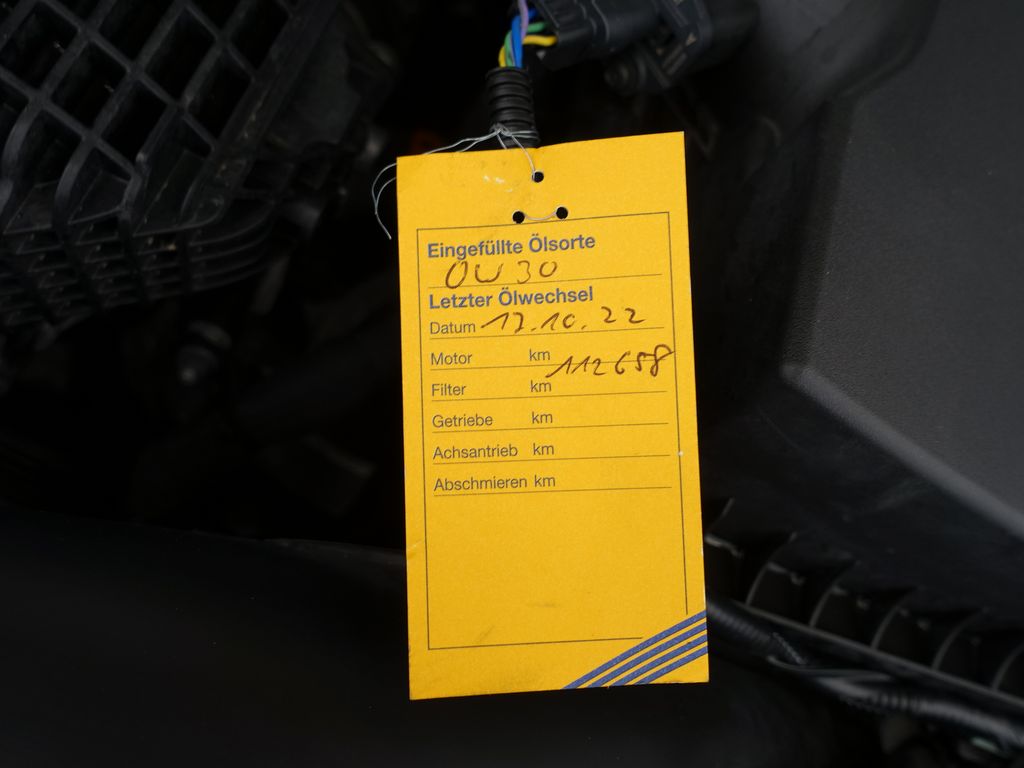 Eingefüllte Ölsorte
0W30
Letzter Ölwechsel
Datum 17.10.22
Motor km 112658
Filter km
Getriebe km
Achsantrieb km
Abschmieren km